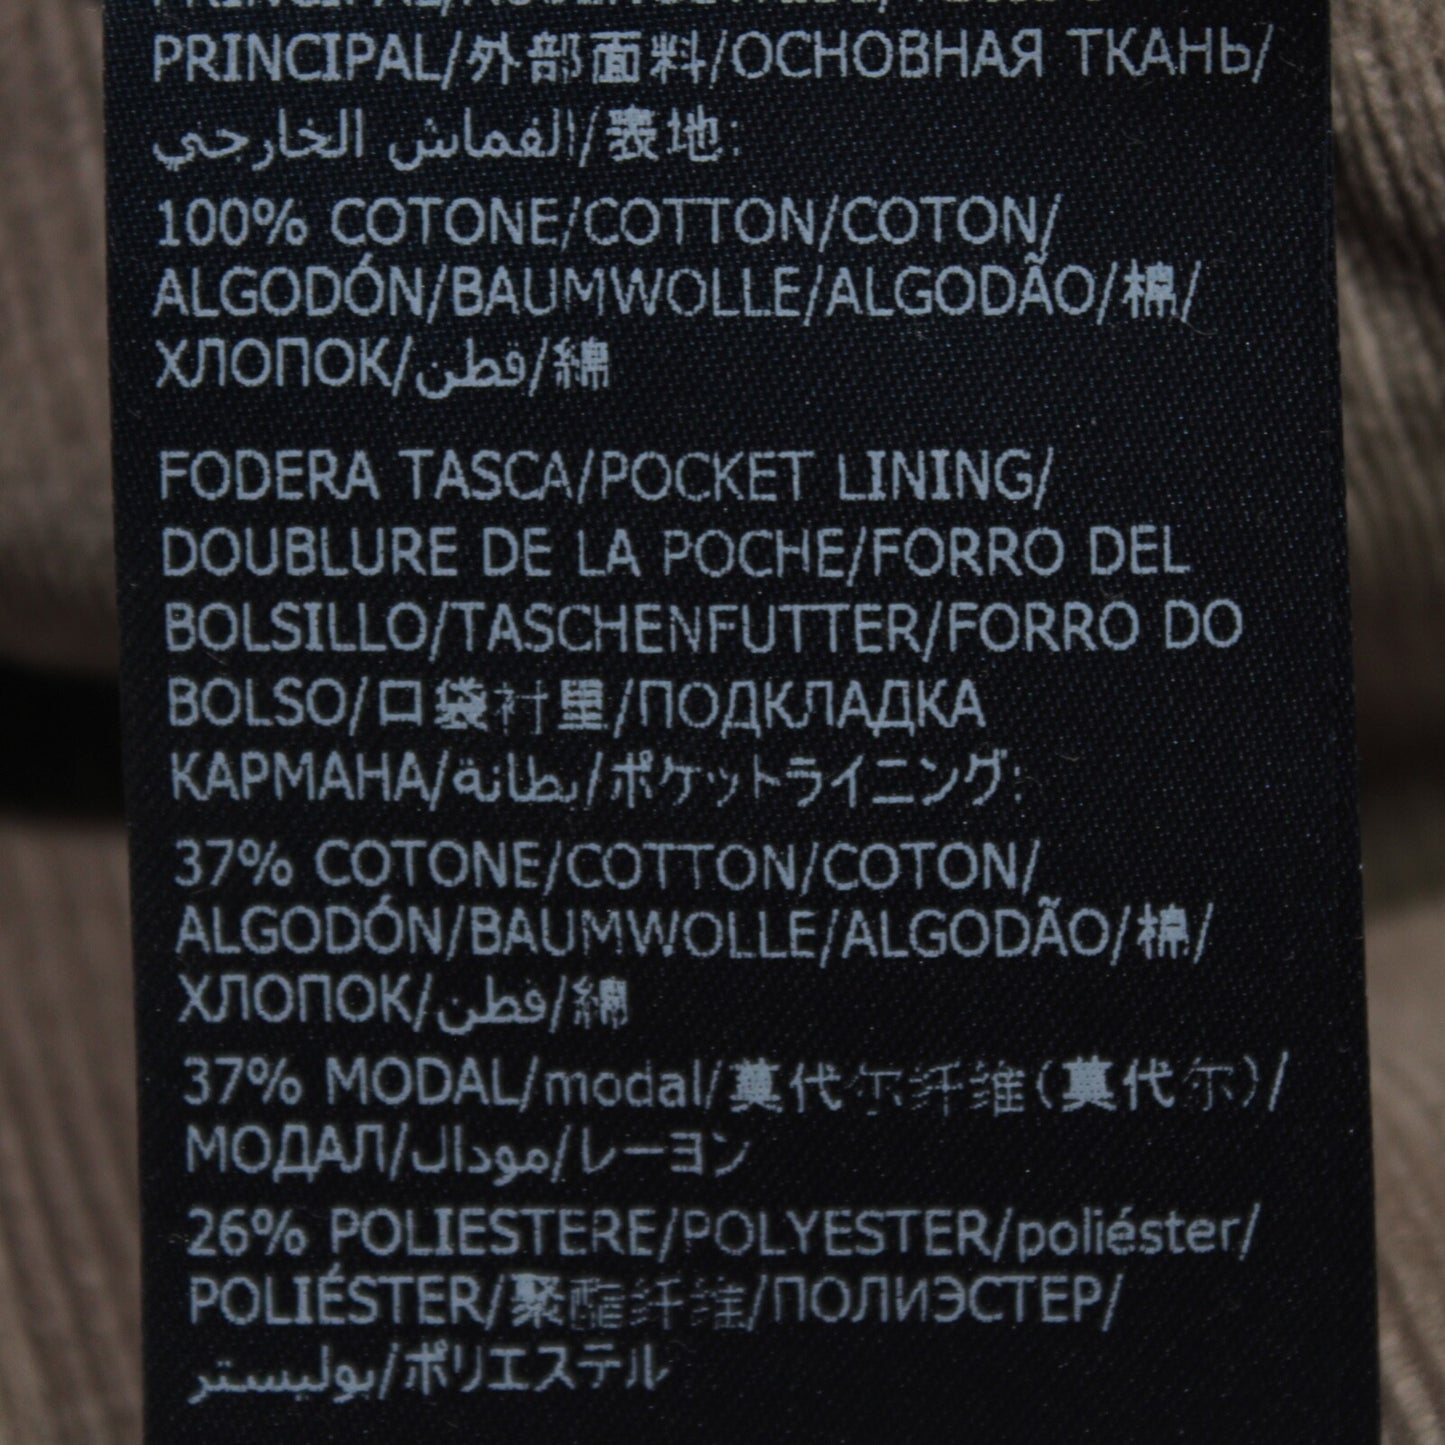 PRINCIPAL/外部面料/ОСНОВНАЯ ТКАНЬ/
القماش الخارجي/表地:
100% COTONE/COTTON/COTON/
ALGODÓN/BAUMWOLLE/ALGODÃO/棉/
ХЛОПОК/قطن/綿
FODERA TASCA/POCKET LINING/
DOUBLURE DE LA POCHE/FORRO DEL
BOLSILLO/TASCHENFUTTER/FORRO DO
BOLSO/口袋衬里/ПОДКЛАДКА
КАРМАНА/بطانة/ポケットライニング:
37% COTONE/COTTON/COTON/
ALGODÓN/BAUMWOLLE/ALGODÃO/棉/
ХЛОПОК/قطن/綿
37% MODAL/modal/莫代尔纤维(莫代尔)/
МОДАЛ/مودال/レーヨン
26% POLIESTERE/POLYESTER/poliéster/
POLIÉSTER/聚酯纤维/ПОЛИЭСТЕР/
بوليستر/ポリエステル